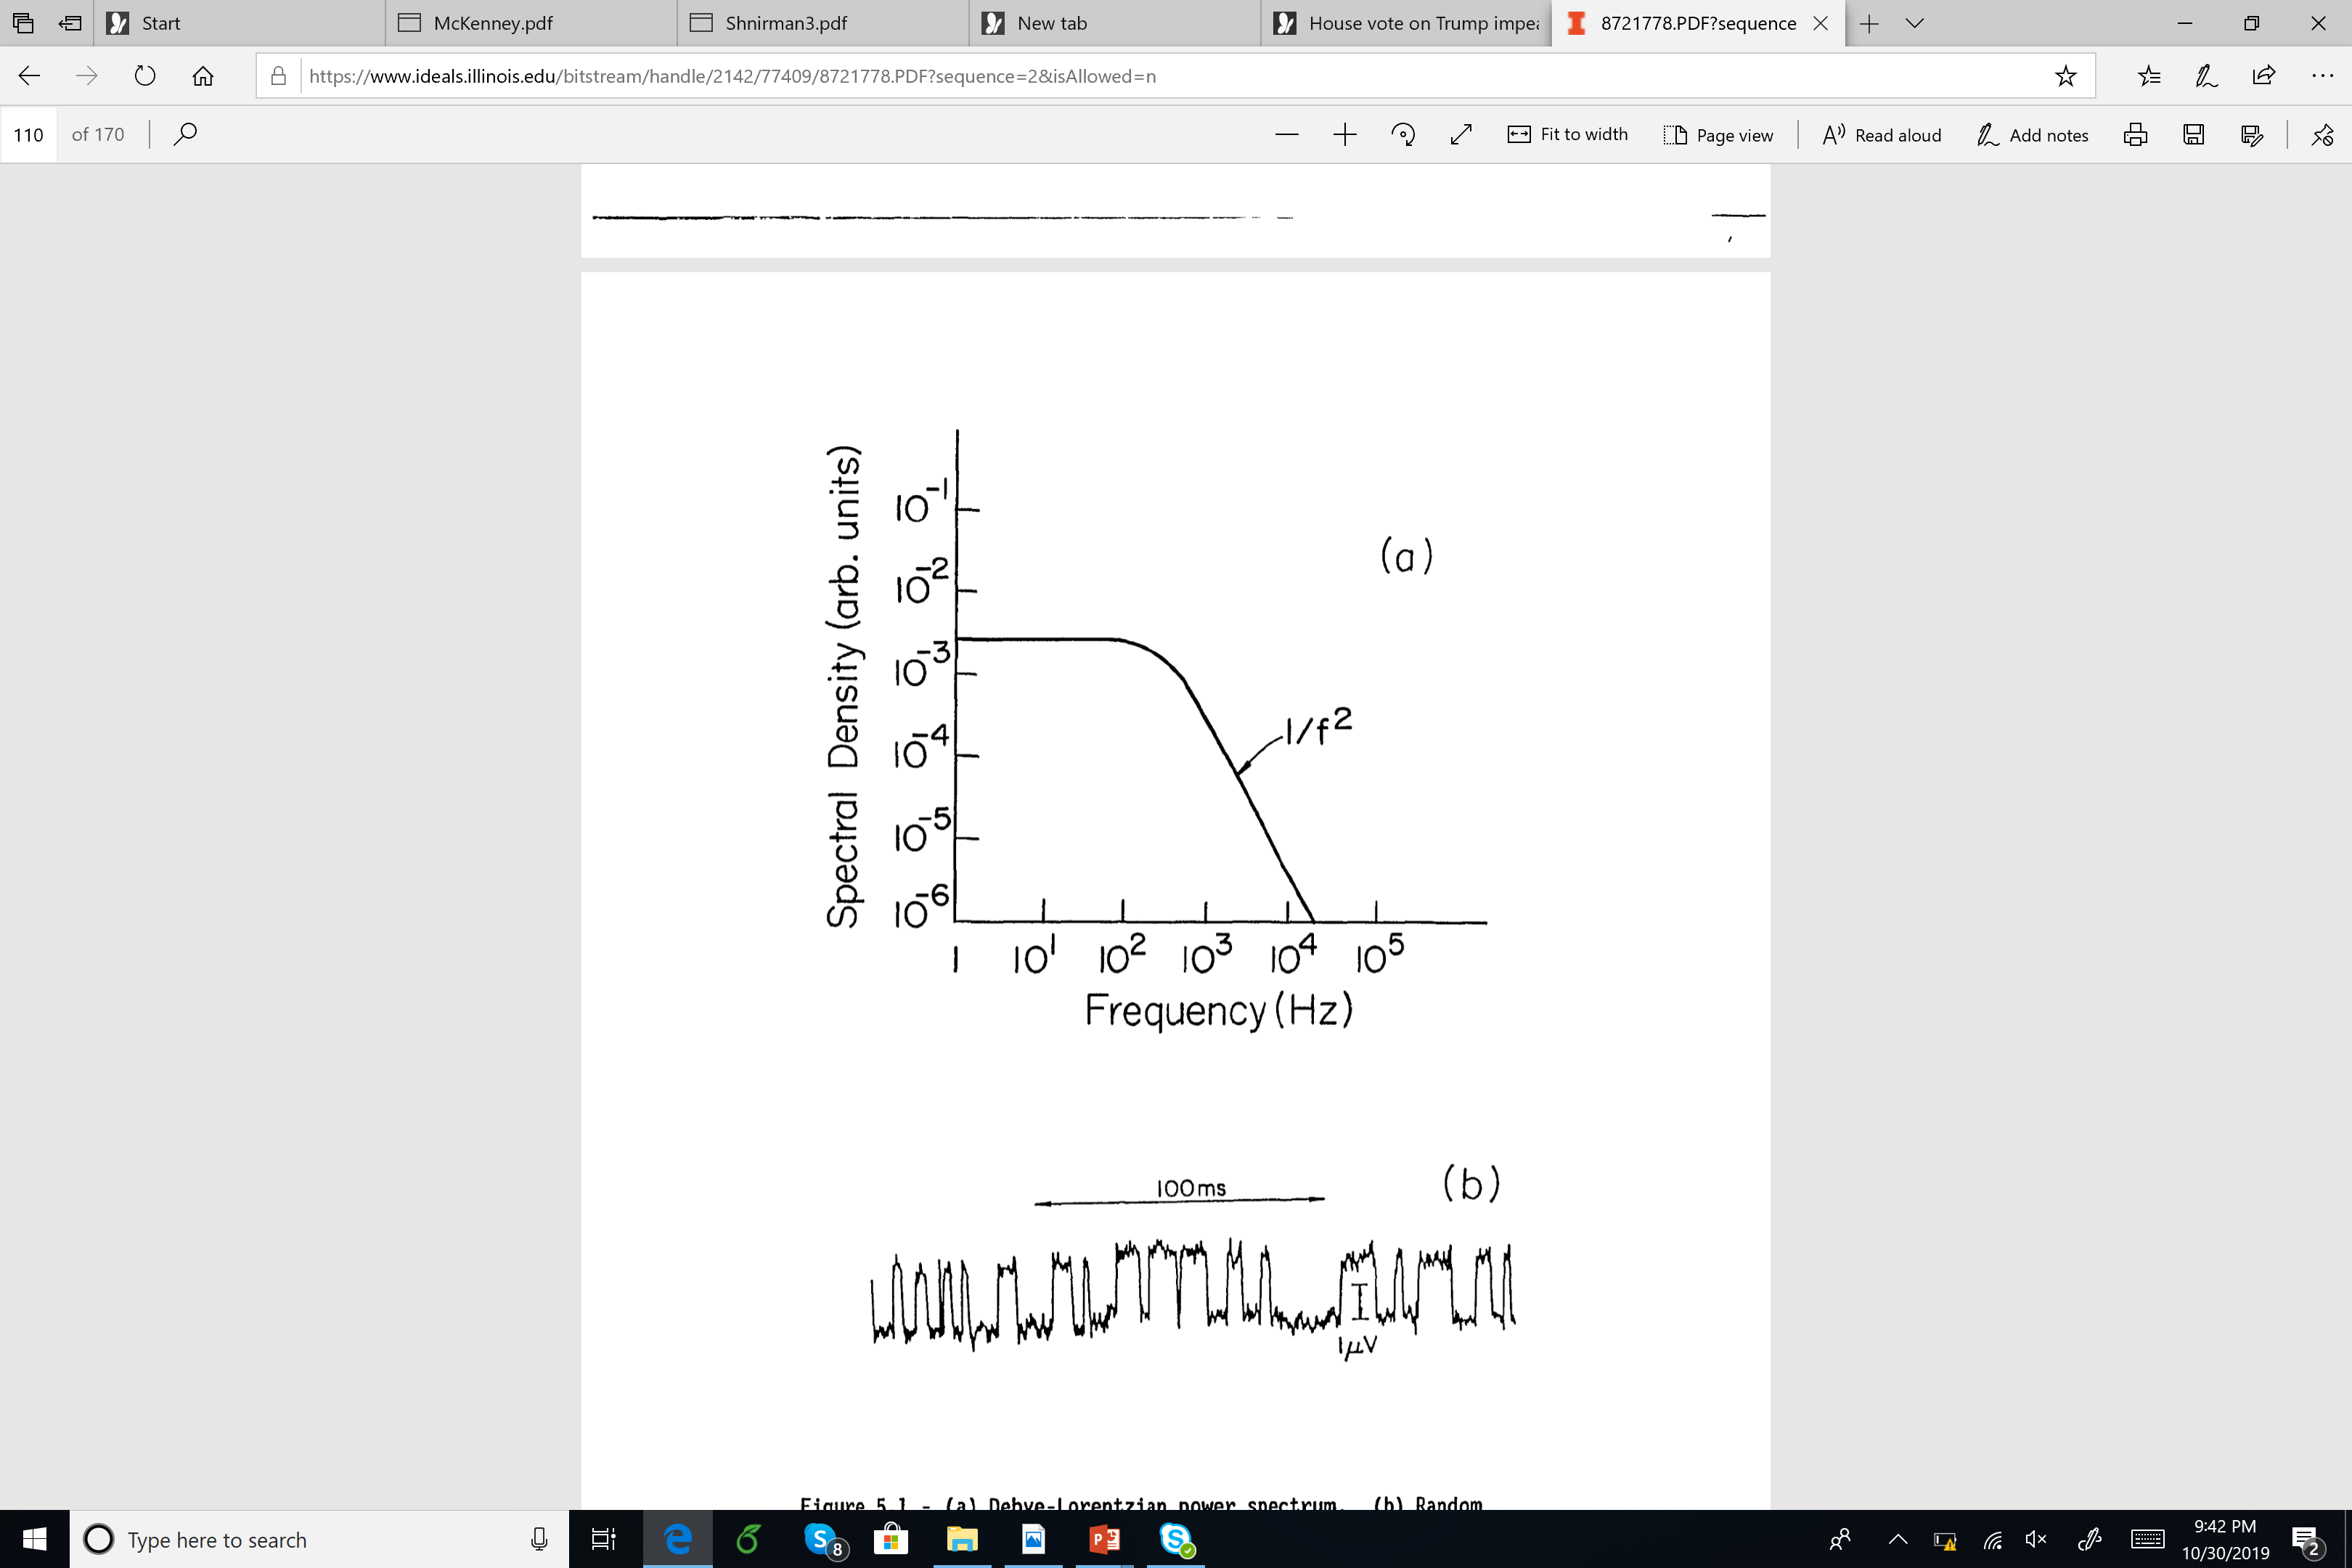 Start
McKenney.pdf
Shnirman3.pdf
New tab
House vote on Trump impea
8721778.PDF?sequence
https://www.ideals.illinois.edu/bitstream/handle/2142/77409/8721778.PDF?sequence=2&isAllowed=n
110 of 170
Fit to width
Page view
Read aloud
Add notes
Spectral Density (arb. units)
10^-1
10^-2
10^-3
10^-4
10^-5
10^-6
(a)
1/f^2
1 10^1 10^2 10^3 10^4 10^5
Frequency (Hz)
100ms
(b)
1μV
Figure 5.1 - (a) Debye-Lorentzian power spectrum. (b) Random
Type here to search
8
9:42 PM
10/30/2019
2